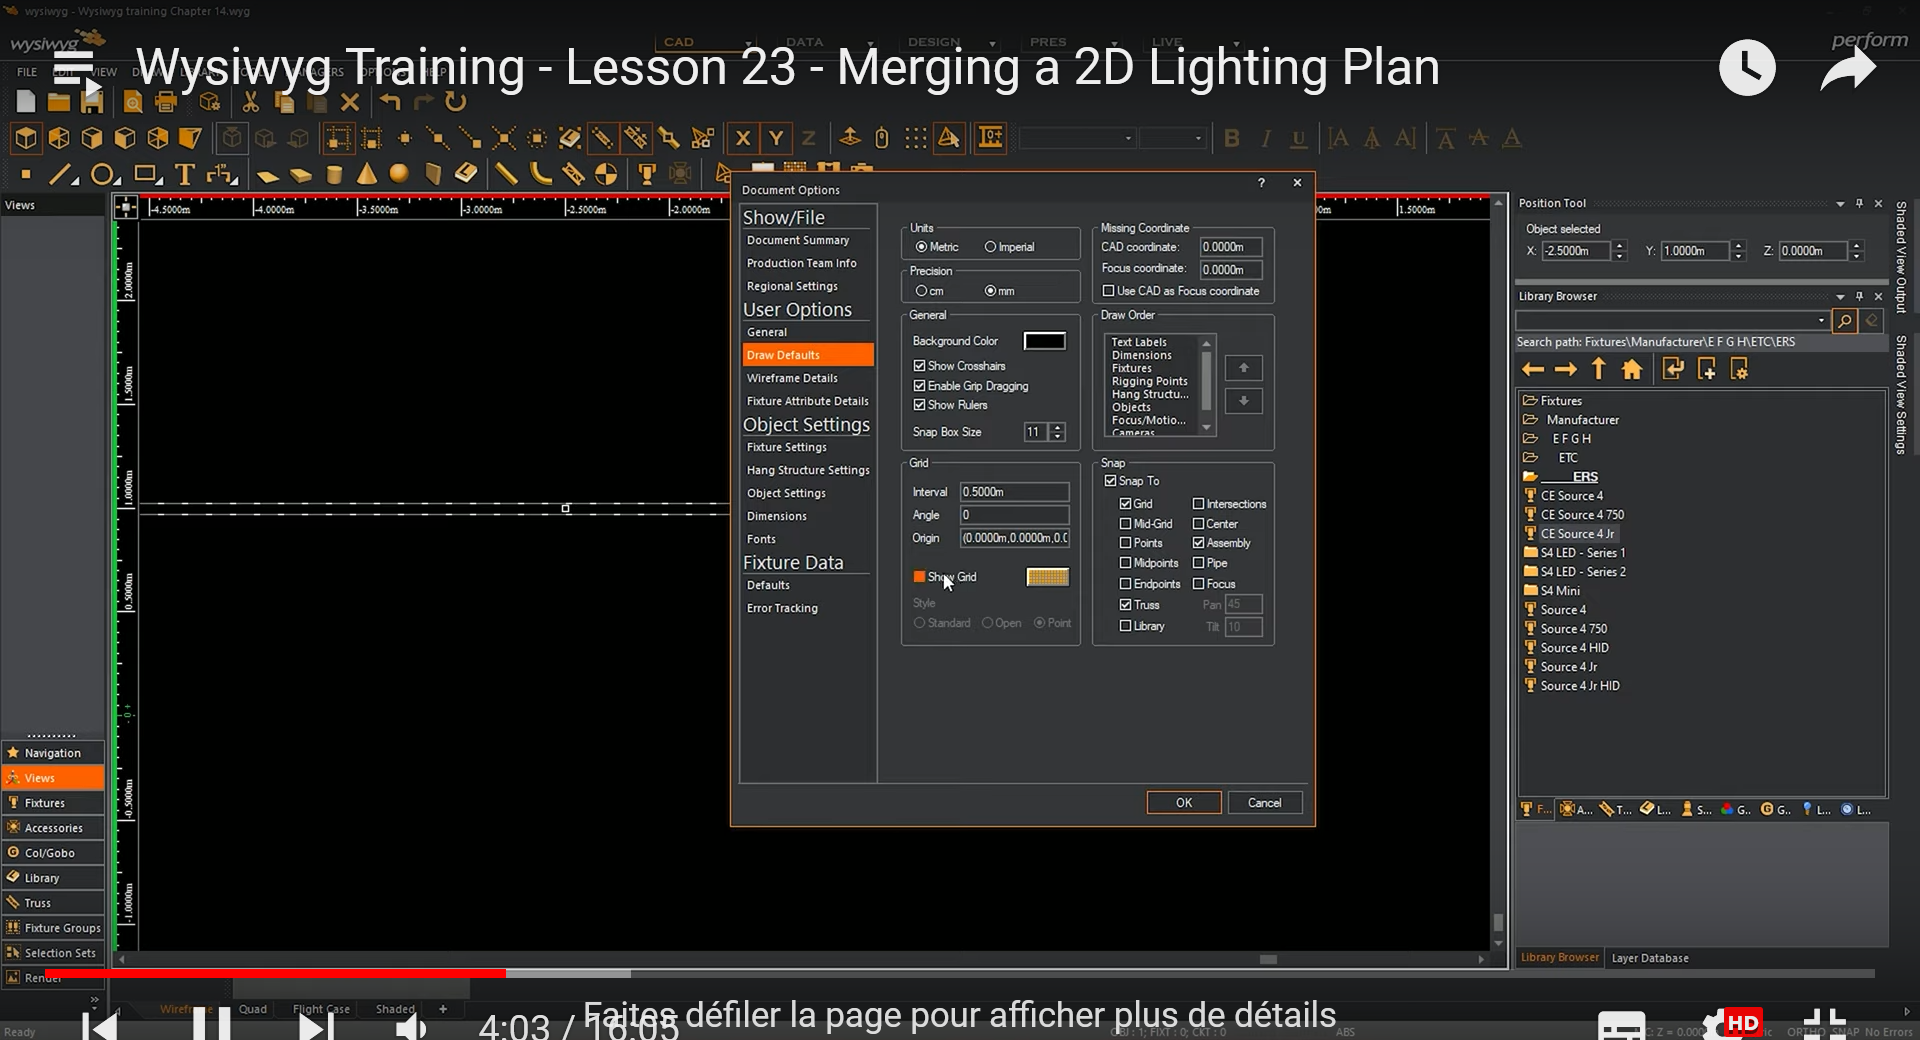 wysiwyg - Wysiwyg training Chapter 14.wyg
wysiwyg
CAD
DATA
DESIGN
PRES
LIVE
perform
Wysiwyg Training - Lesson 23 - Merging a 2D Lighting Plan
FILE
VIEW
X
Y
Z
B
I
U
Views
-4.5000m
-4.0000m
-3.5000m
-3.0000m
-2.5000m
-2.0000m
1.5000m
2.0000m
1.5000m
1.0000m
0.5000m
-0.5000m
-1.0000m
Document Options
?
Show/File
Document Summary
Production Team Info
Regional Settings
User Options
General
Draw Defaults
Wireframe Details
Fixture Attribute Details
Object Settings
Fixture Settings
Hang Structure Settings
Object Settings
Dimensions
Fonts
Fixture Data
Defaults
Error Tracking
Units
Metric
Imperial
Precision
cm
mm
General
Background Color
Show Crosshairs
Enable Grip Dragging
Show Rulers
Snap Box Size
11
Grid
Interval
0.5000m
Angle
0
Origin
(0.0000m,0.0000m,0.0
Show Grid
Style
Standard
Open
Point
Missing Coordinate
CAD coordinate:
0.0000m
Focus coordinate:
0.0000m
Use CAD as Focus coordinate
Draw Order
Text Labels
Dimensions
Fixtures
Rigging Points
Hang Structu...
Objects
Focus/Motio...
Cameras
Snap
Snap To
Grid
Intersections
Mid-Grid
Center
Points
Assembly
Midpoints
Pipe
Endpoints
Focus
Truss
Pan
45
Library
Tilt
10
OK
Cancel
Position Tool
Object selected
X:
-2.5000m
Y:
1.0000m
Z:
0.0000m
Library Browser
Search path: Fixtures\Manufacturer\E F G H\ETC\ERS
Fixtures
Manufacturer
E F G H
ETC
ERS
CE Source 4
CE Source 4 750
CE Source 4 Jr
S4 LED - Series 1
S4 LED - Series 2
S4 Mini
Source 4
Source 4 750
Source 4 HID
Source 4 Jr
Source 4 Jr HID
F...
A...
T...
L...
S...
G..
G..
L...
L...
Library Browser
Layer Database
Shaded View Output
Shaded View Settings
Navigation
Views
Fixtures
Accessories
Col/Gobo
Library
Truss
Fixture Groups
Selection Sets
Render
Wireframe
Quad
Flight Case
Shaded
+
Faites défiler la page pour afficher plus de détails
4:03 / 16:05
HD
Ready
OBJ : 1; FIXT : 0; CKT : 0
ABS
ORTHO
SNAP
No Errors